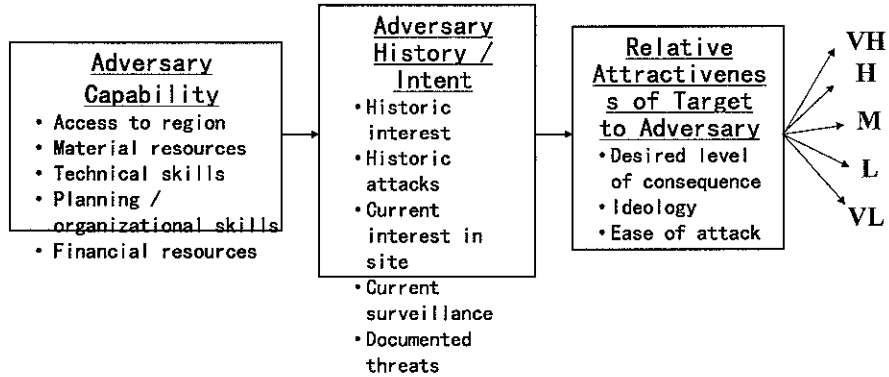 Adversary
Capability
• Access to region
• Material resources
• Technical skills
• Planning /
organizational skills
• Financial resources
Adversary
History /
Intent
• Historic
interest
• Historic
attacks
• Current
interest in
site
• Current
surveillance
• Documented
threats
Relative
Attractivenes
s of Target
to Adversary
• Desired level
of consequence
• Ideology
• Ease of attack
VH
H
M
L
VL